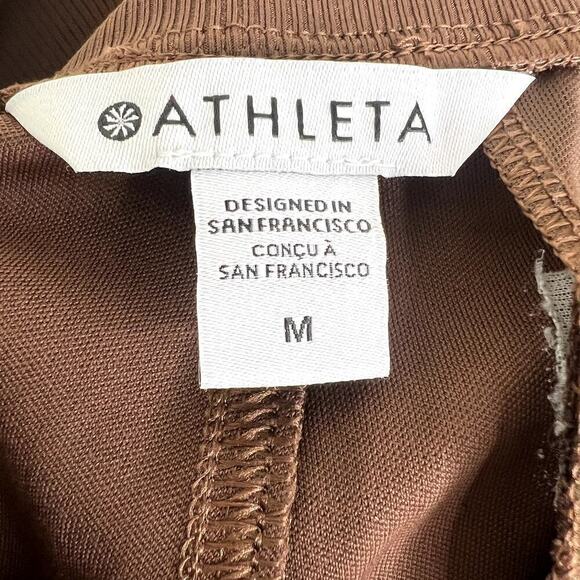 ATHLETA
DESIGNED IN
SAN FRANCISCO
CONÇU À
SAN FRANCISCO
M